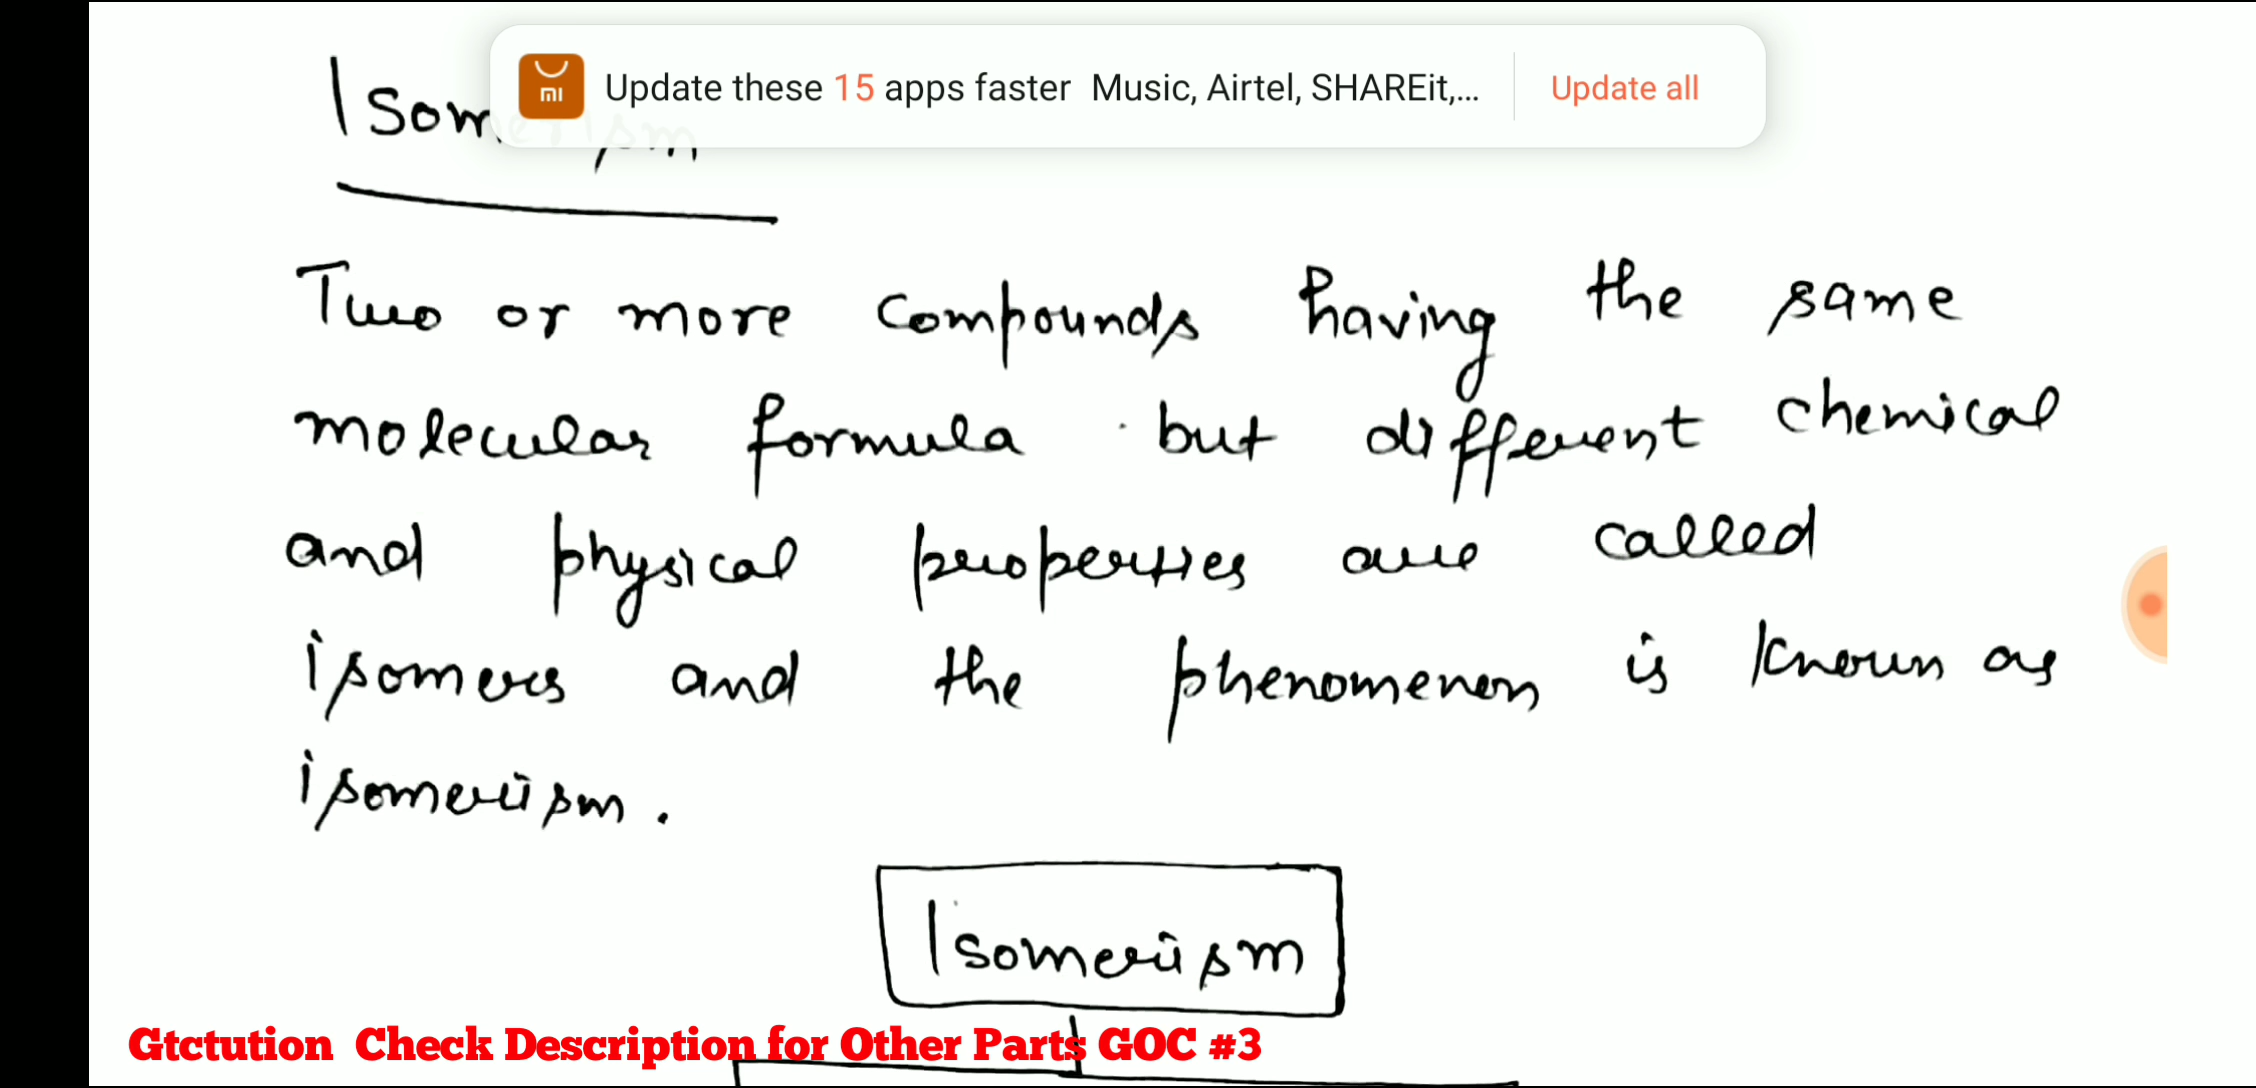 Isomerism
Update these 15 apps faster Music, Airtel, SHAREit,... Update all
Two or more compounds having the same
molecular formula but different chemical
and physical properties are called
isomers and the phenomenon is known as
isomerism.
Isomerism
Gtctution Check Description for Other Parts GOC #3